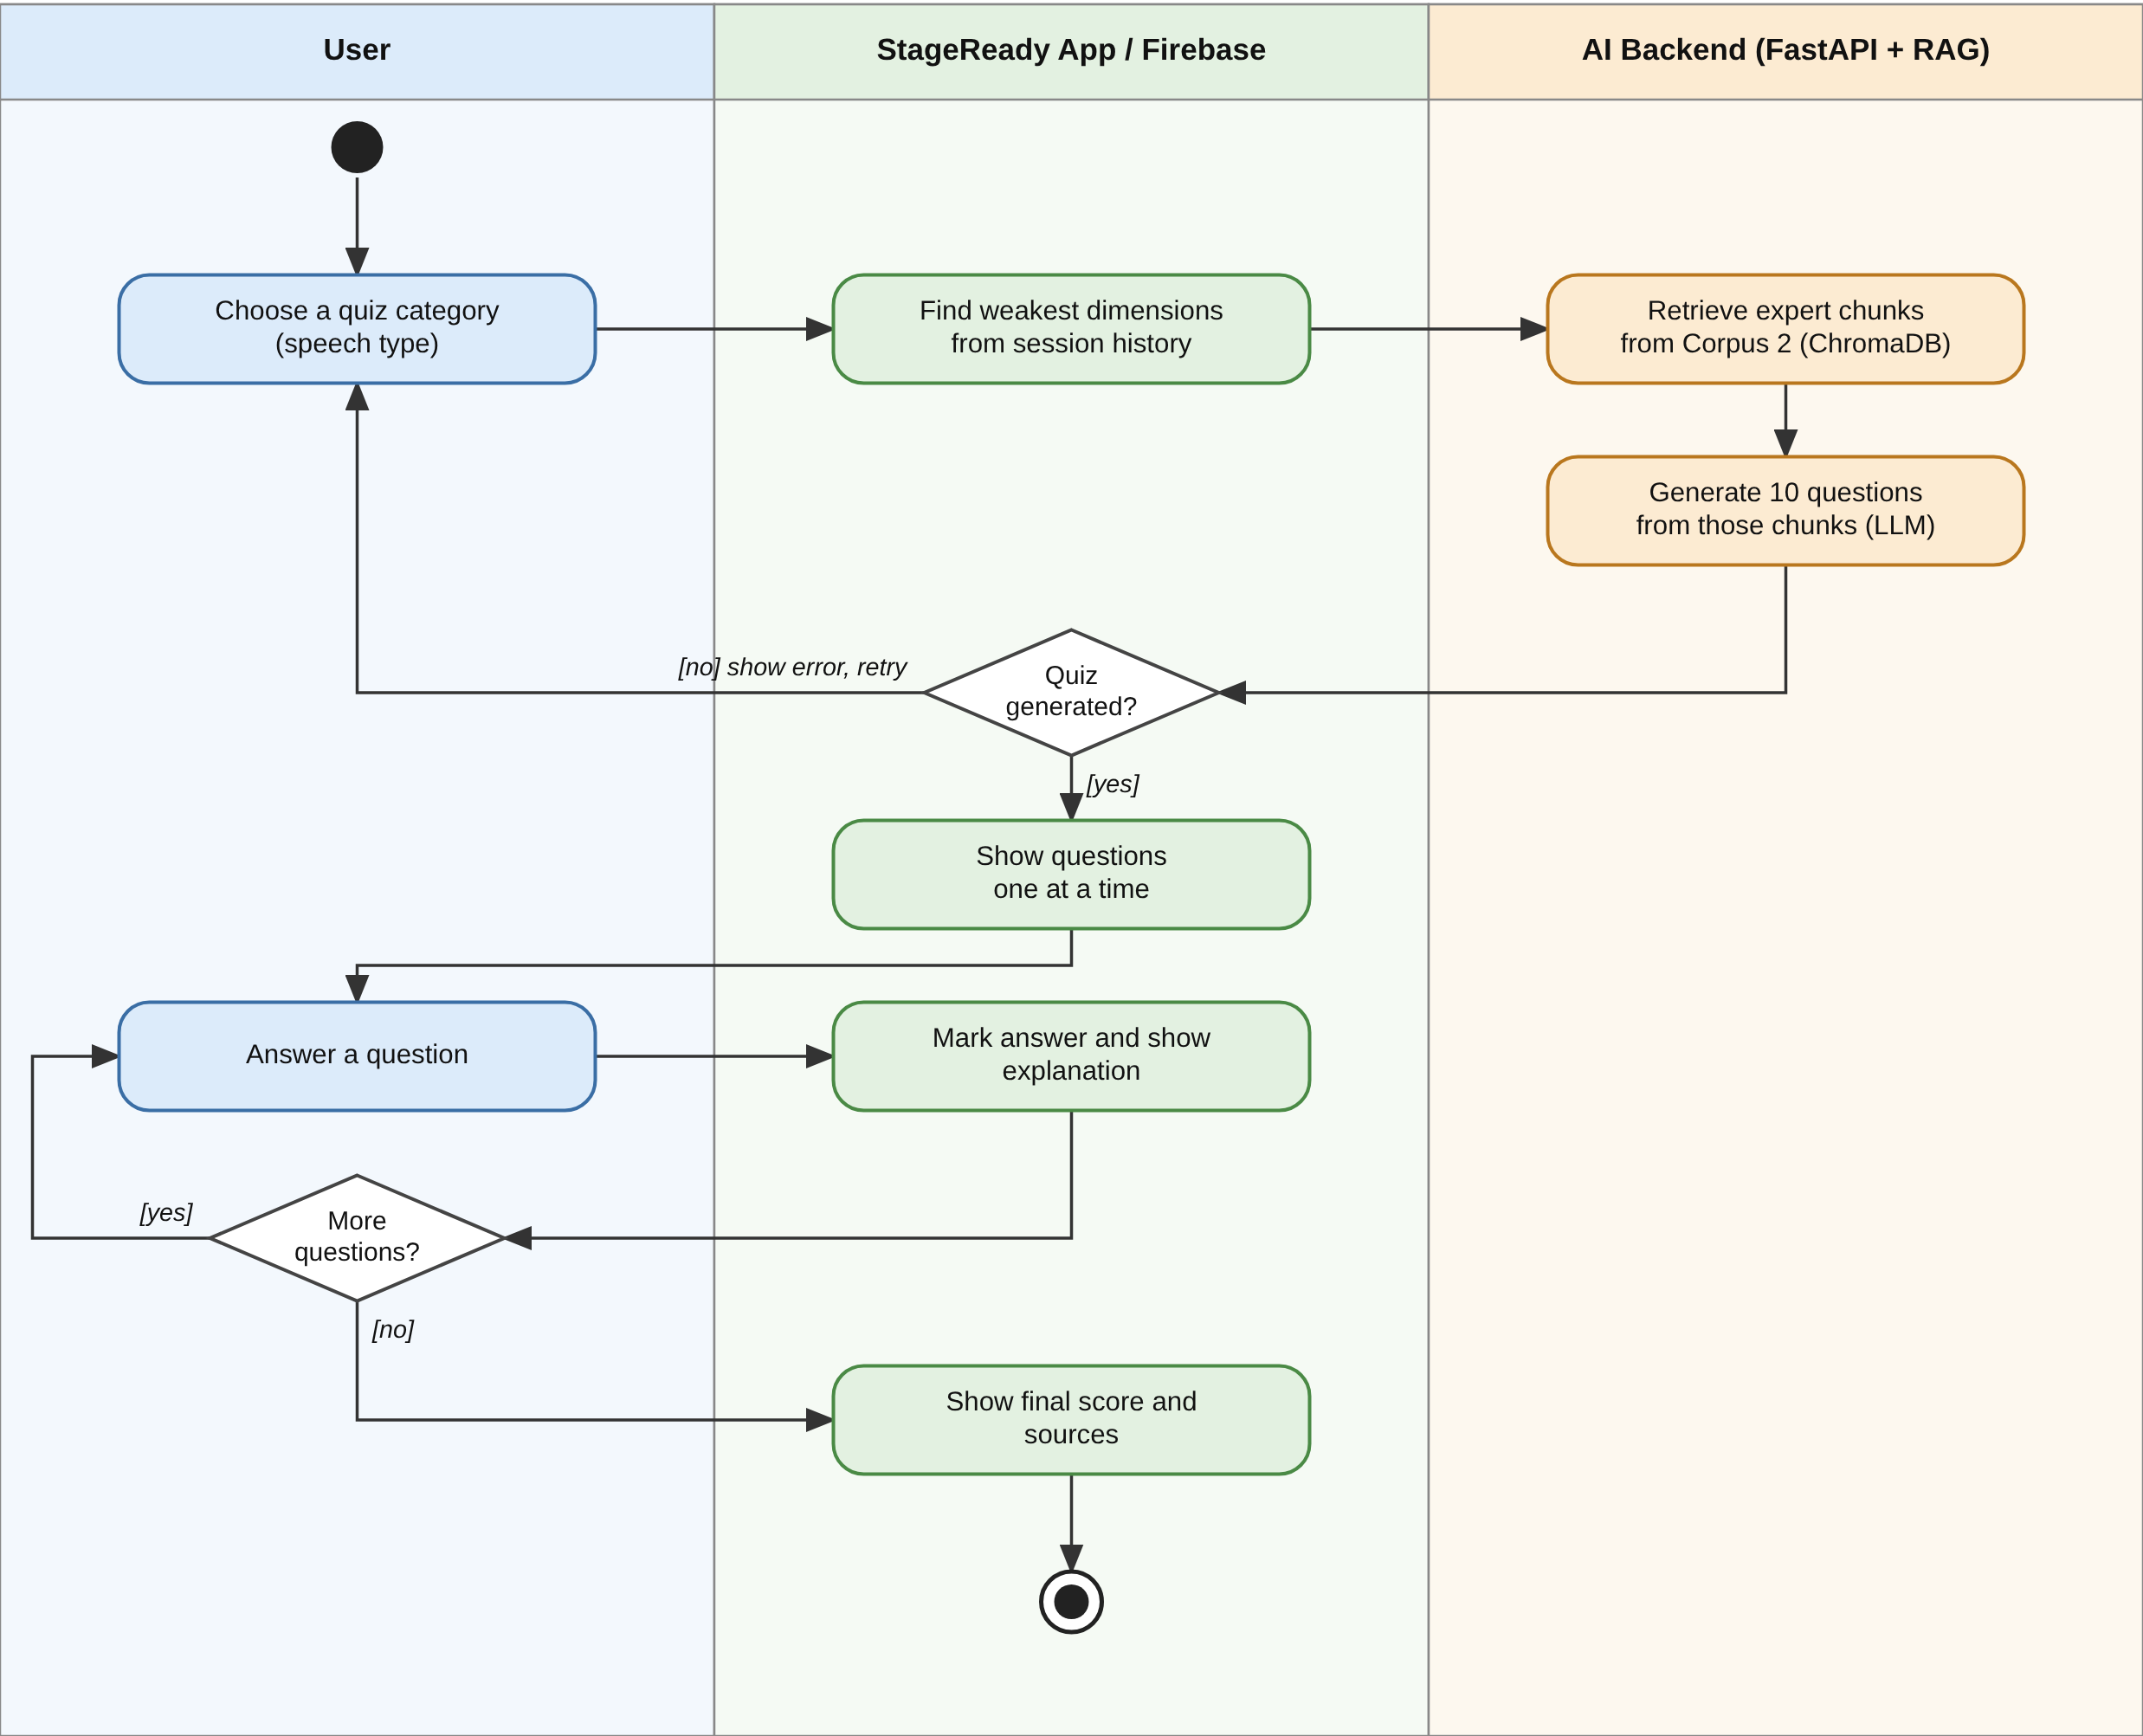 User
StageReady App / Firebase
AI Backend (FastAPI + RAG)
Choose a quiz category
(speech type)
Find weakest dimensions
from session history
Retrieve expert chunks
from Corpus 2 (ChromaDB)
Generate 10 questions
from those chunks (LLM)
[no] show error, retry
Quiz
generated?
[yes]
Show questions
one at a time
Answer a question
Mark answer and show
explanation
[yes]
More
questions?
[no]
Show final score and
sources